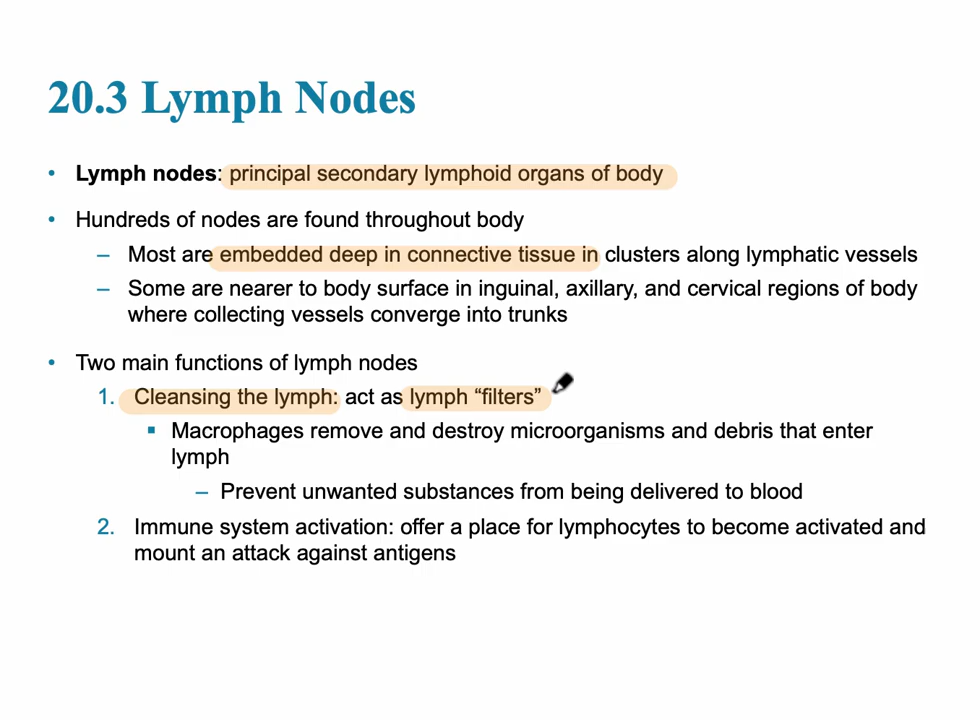 20.3 Lymph Nodes
• Lymph nodes: principal secondary lymphoid organs of body
• Hundreds of nodes are found throughout body
– Most are embedded deep in connective tissue in clusters along lymphatic vessels
– Some are nearer to body surface in inguinal, axillary, and cervical regions of body
where collecting vessels converge into trunks
• Two main functions of lymph nodes
1. Cleansing the lymph: act as lymph “filters”
▪ Macrophages remove and destroy microorganisms and debris that enter
lymph
– Prevent unwanted substances from being delivered to blood
2. Immune system activation: offer a place for lymphocytes to become activated and
mount an attack against antigens